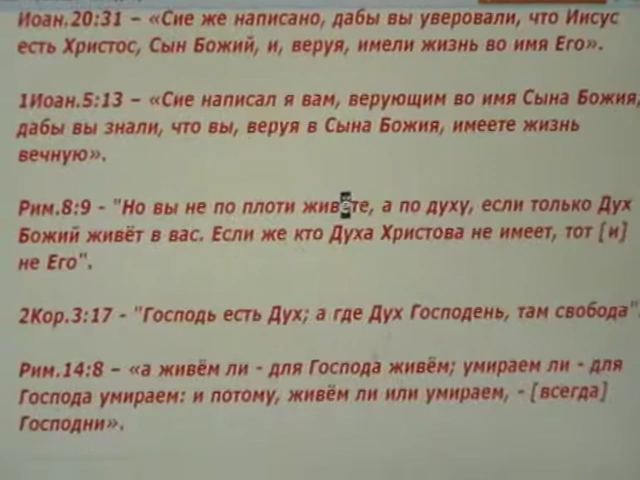 Иоан.20:31 – «Сие же написано, дабы вы уверовали, что Иисус
есть Христос, Сын Божий, и, веруя, имели жизнь во имя Его».
1Иоан.5:13 – «Сие написал я вам, верующим во имя Сына Божия,
дабы вы знали, что вы, веруя в Сына Божия, имеете жизнь
вечную».
Рим.8:9 - "Но вы не по плоти живёте, а по духу, если только Дух
Божий живёт в вас. Если же кто Духа Христова не имеет, тот [и]
не Его".
2Кор.3:17 - "Господь есть Дух; а где Дух Господень, там свобода"
Рим.14:8 – «а живём ли - для Господа живём; умираем ли - для
Господа умираем: и потому, живём ли или умираем, - [всегда]
Господни».